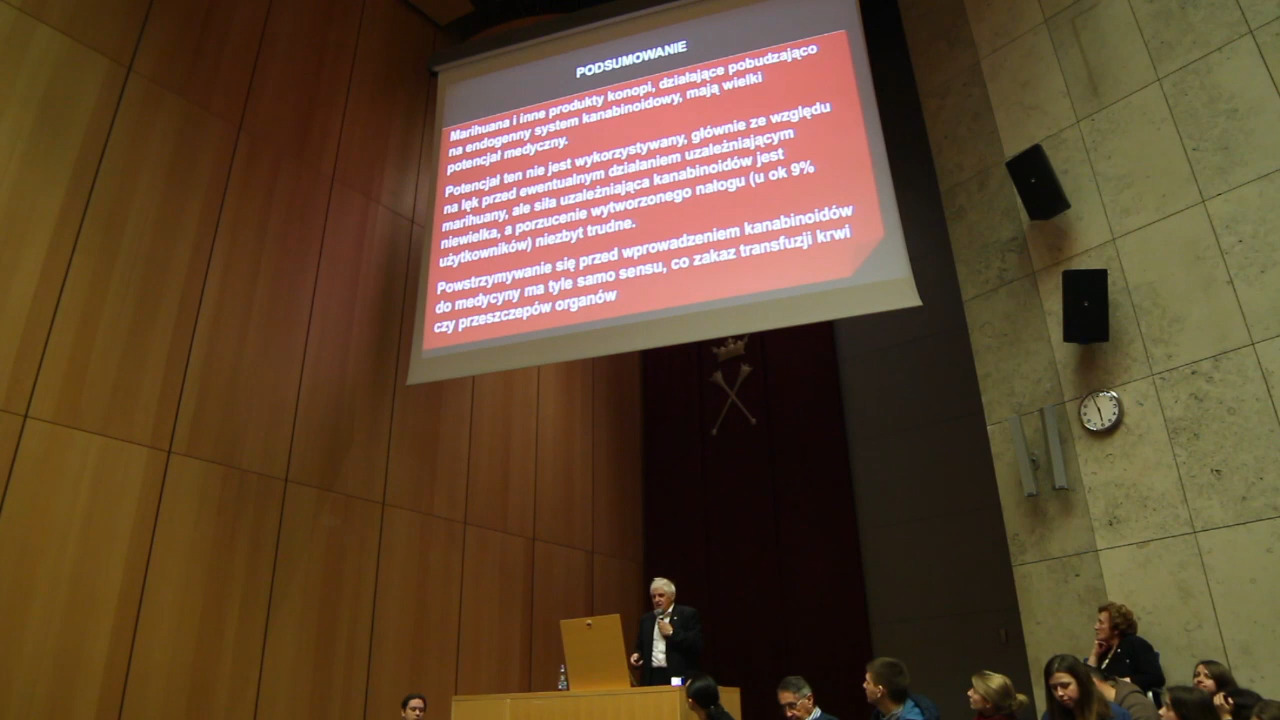 PODSUMOWANIE
Marihuana i inne produkty konopi, działające pobudzająco
na endogenny system kanabinoidowy, mają wielki
potencjał medyczny.
Potencjał ten nie jest wykorzystywany, głównie ze względu
na lęk przed ewentualnym działaniem uzależniającym
marihuany, ale siła uzależniająca kanabinoidów jest
niewielka, a porzucenie wytworzonego nałogu (u ok 9%
użytkowników) niezbyt trudne.
Powstrzymywanie się przed wprowadzeniem kanabinoidów
do medycyny ma tyle samo sensu, co zakaz transfuzji krwi
czy przeszczepów organów